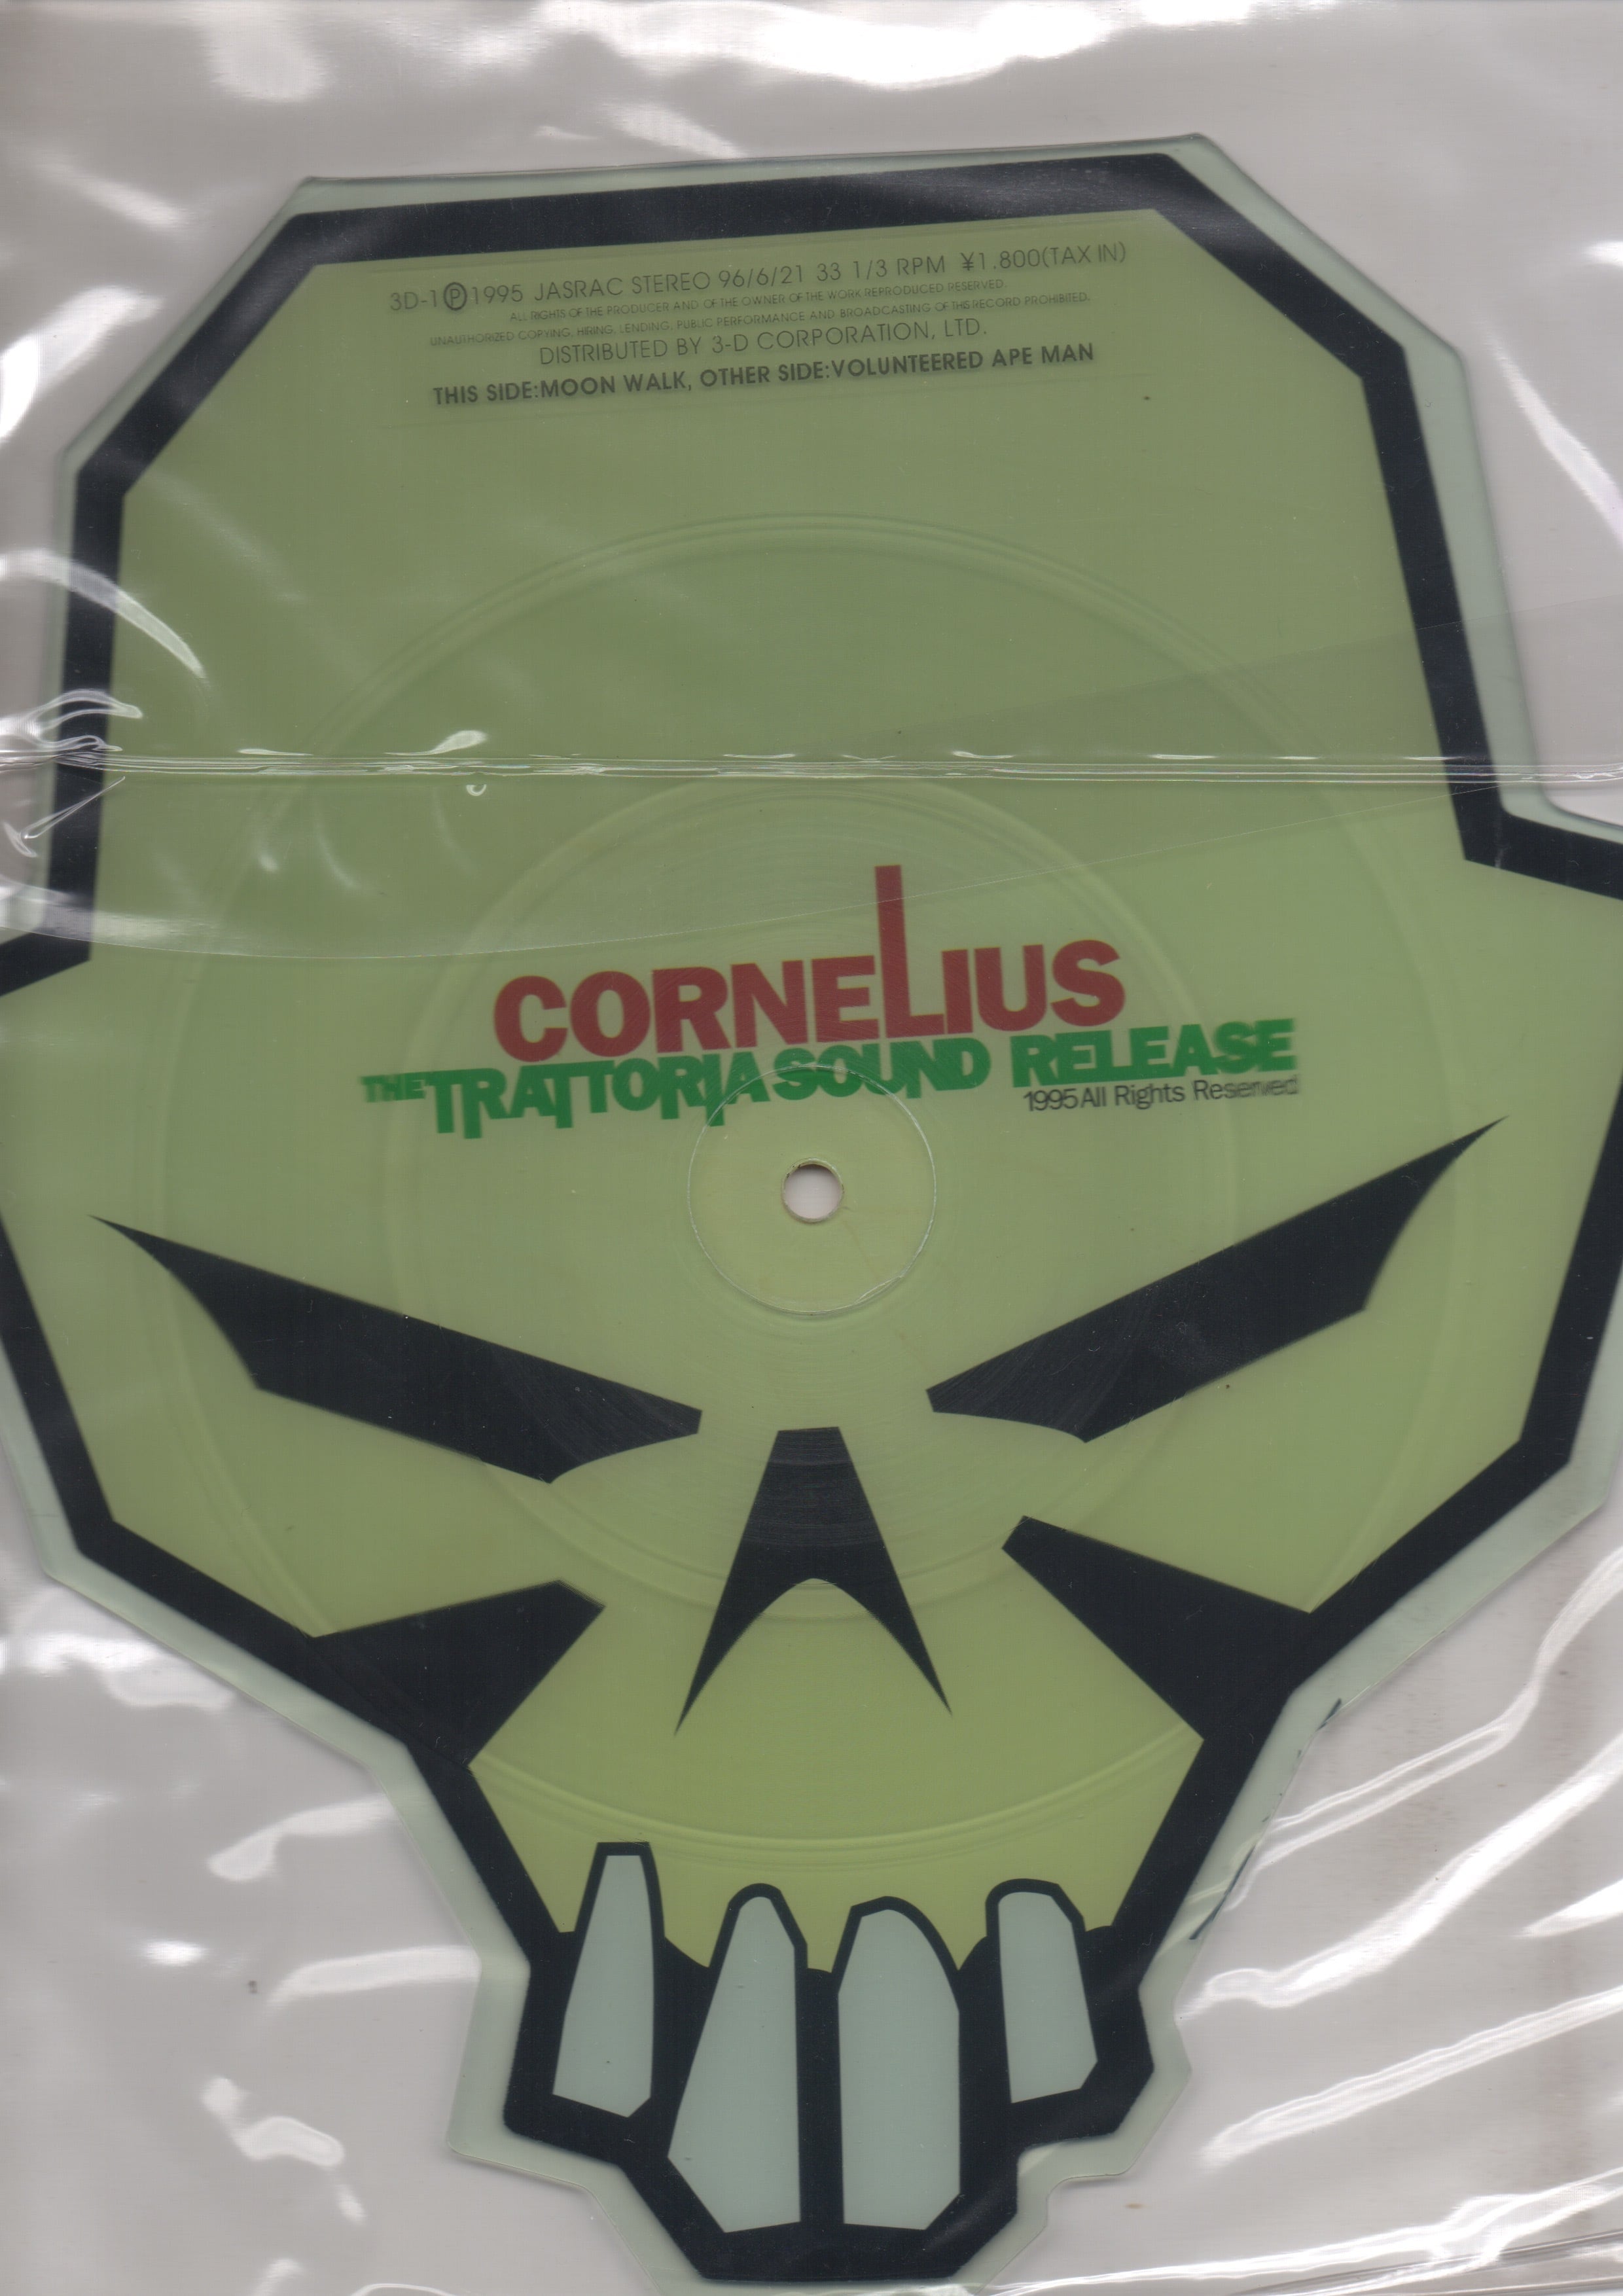 3D-1 Ⓟ 1995 JASRAC STEREO 96/6/21 33 1/3 RPM ¥1.800(TAX IN)
ALL RIGHTS OF THE PRODUCER AND OF THE OWNER OF THE WORK REPRODUCED RESERVED.
UNAUTHORIZED COPYING, HIRING, LENDING, PUBLIC PERFORMANCE AND BROADCASTING OF THIS RECORD PROHIBITED.
DISTRIBUTED BY 3-D CORPORATION, LTD.
THIS SIDE:MOON WALK, OTHER SIDE:VOLUNTEERED APE MAN
CORNELIUS
THE TRATTORIA SOUND RELEASE
1995 All Rights Reserved